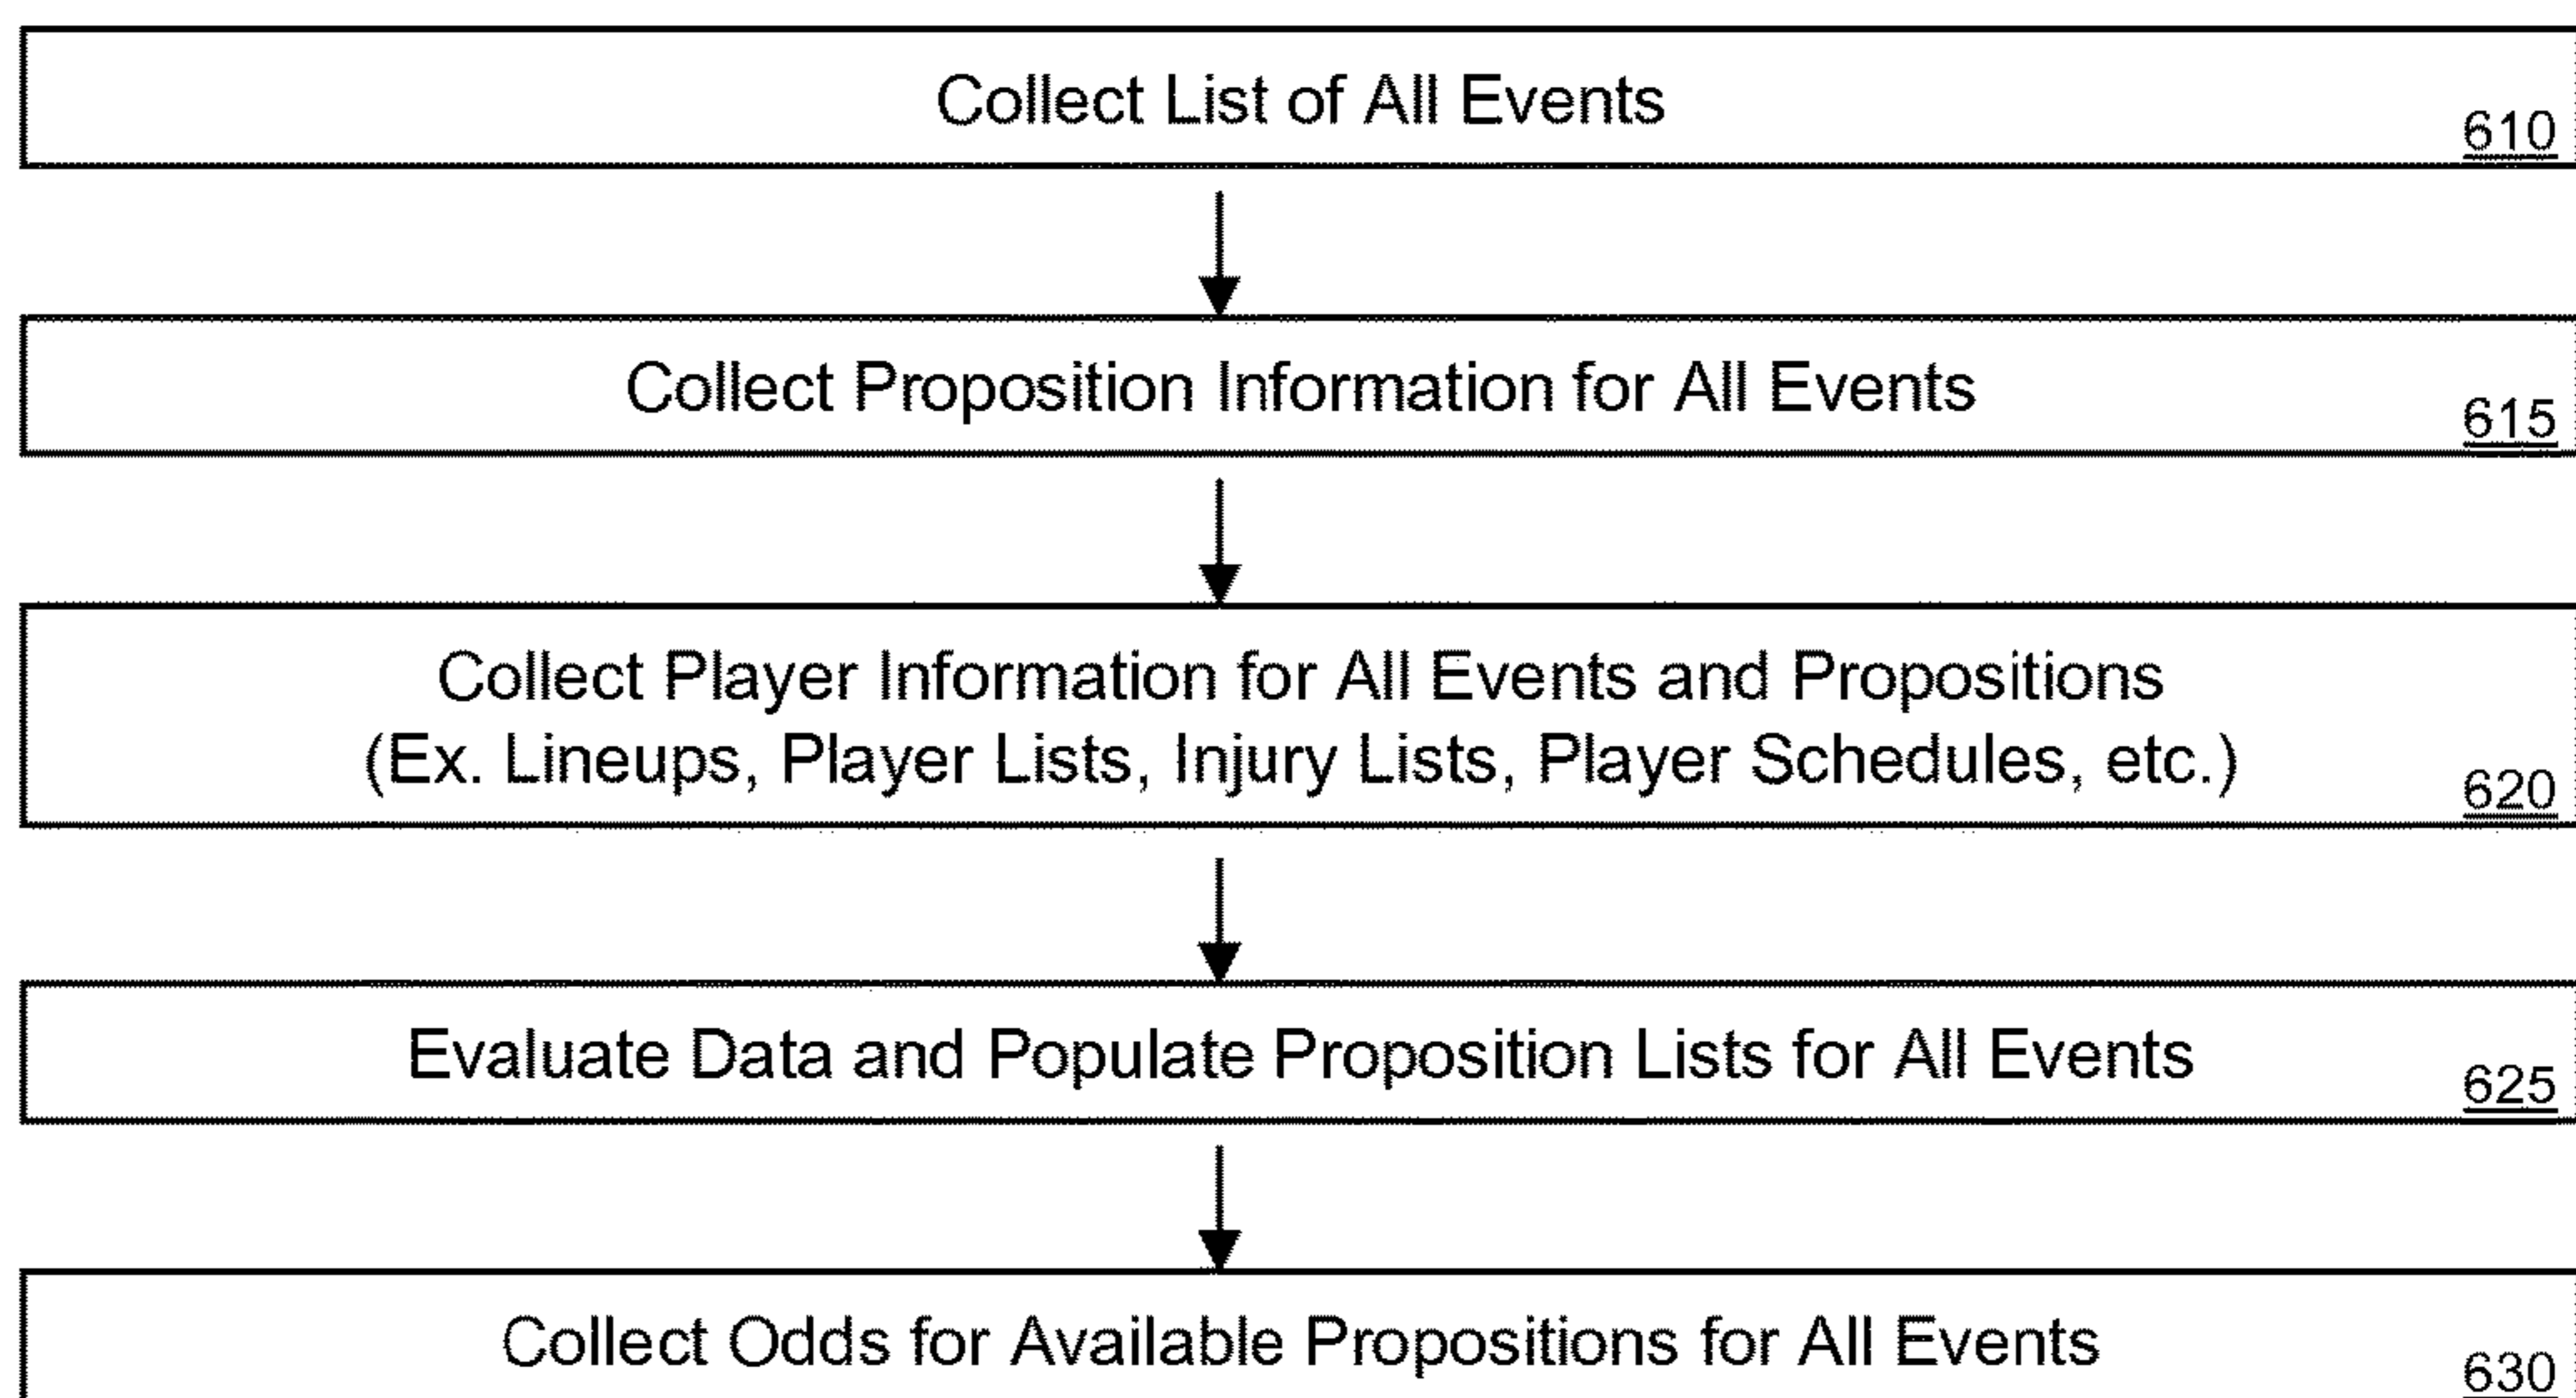 Collect List of All Events
610
Collect Proposition Information for All Events
615
Collect Player Information for All Events and Propositions
(Ex. Lineups, Player Lists, Injury Lists, Player Schedules, etc.)
620
Evaluate Data and Populate Proposition Lists for All Events
625
Collect Odds for Available Propositions for All Events
630